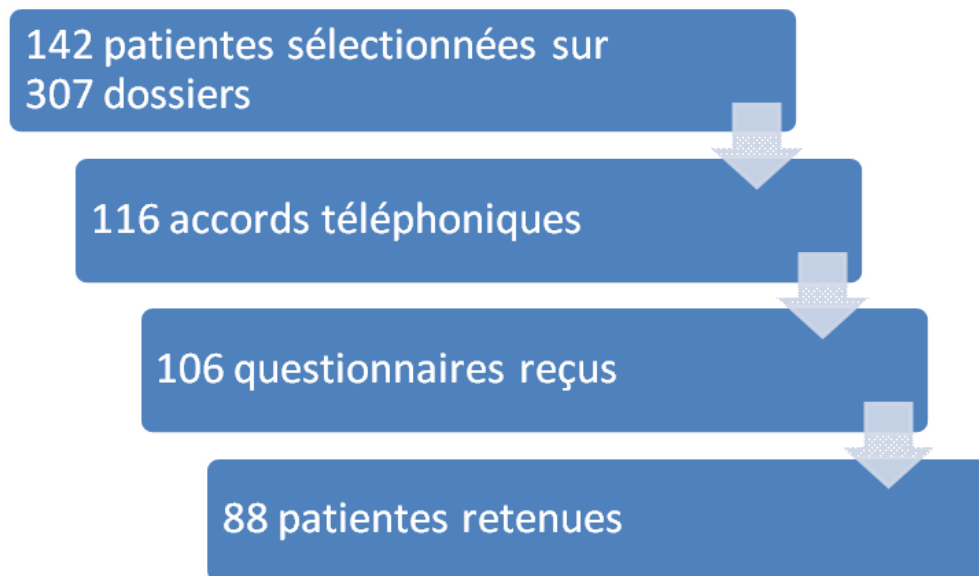 142 patientes sélectionnées sur
307 dossiers
116 accords téléphoniques
106 questionnaires reçus
88 patientes retenues